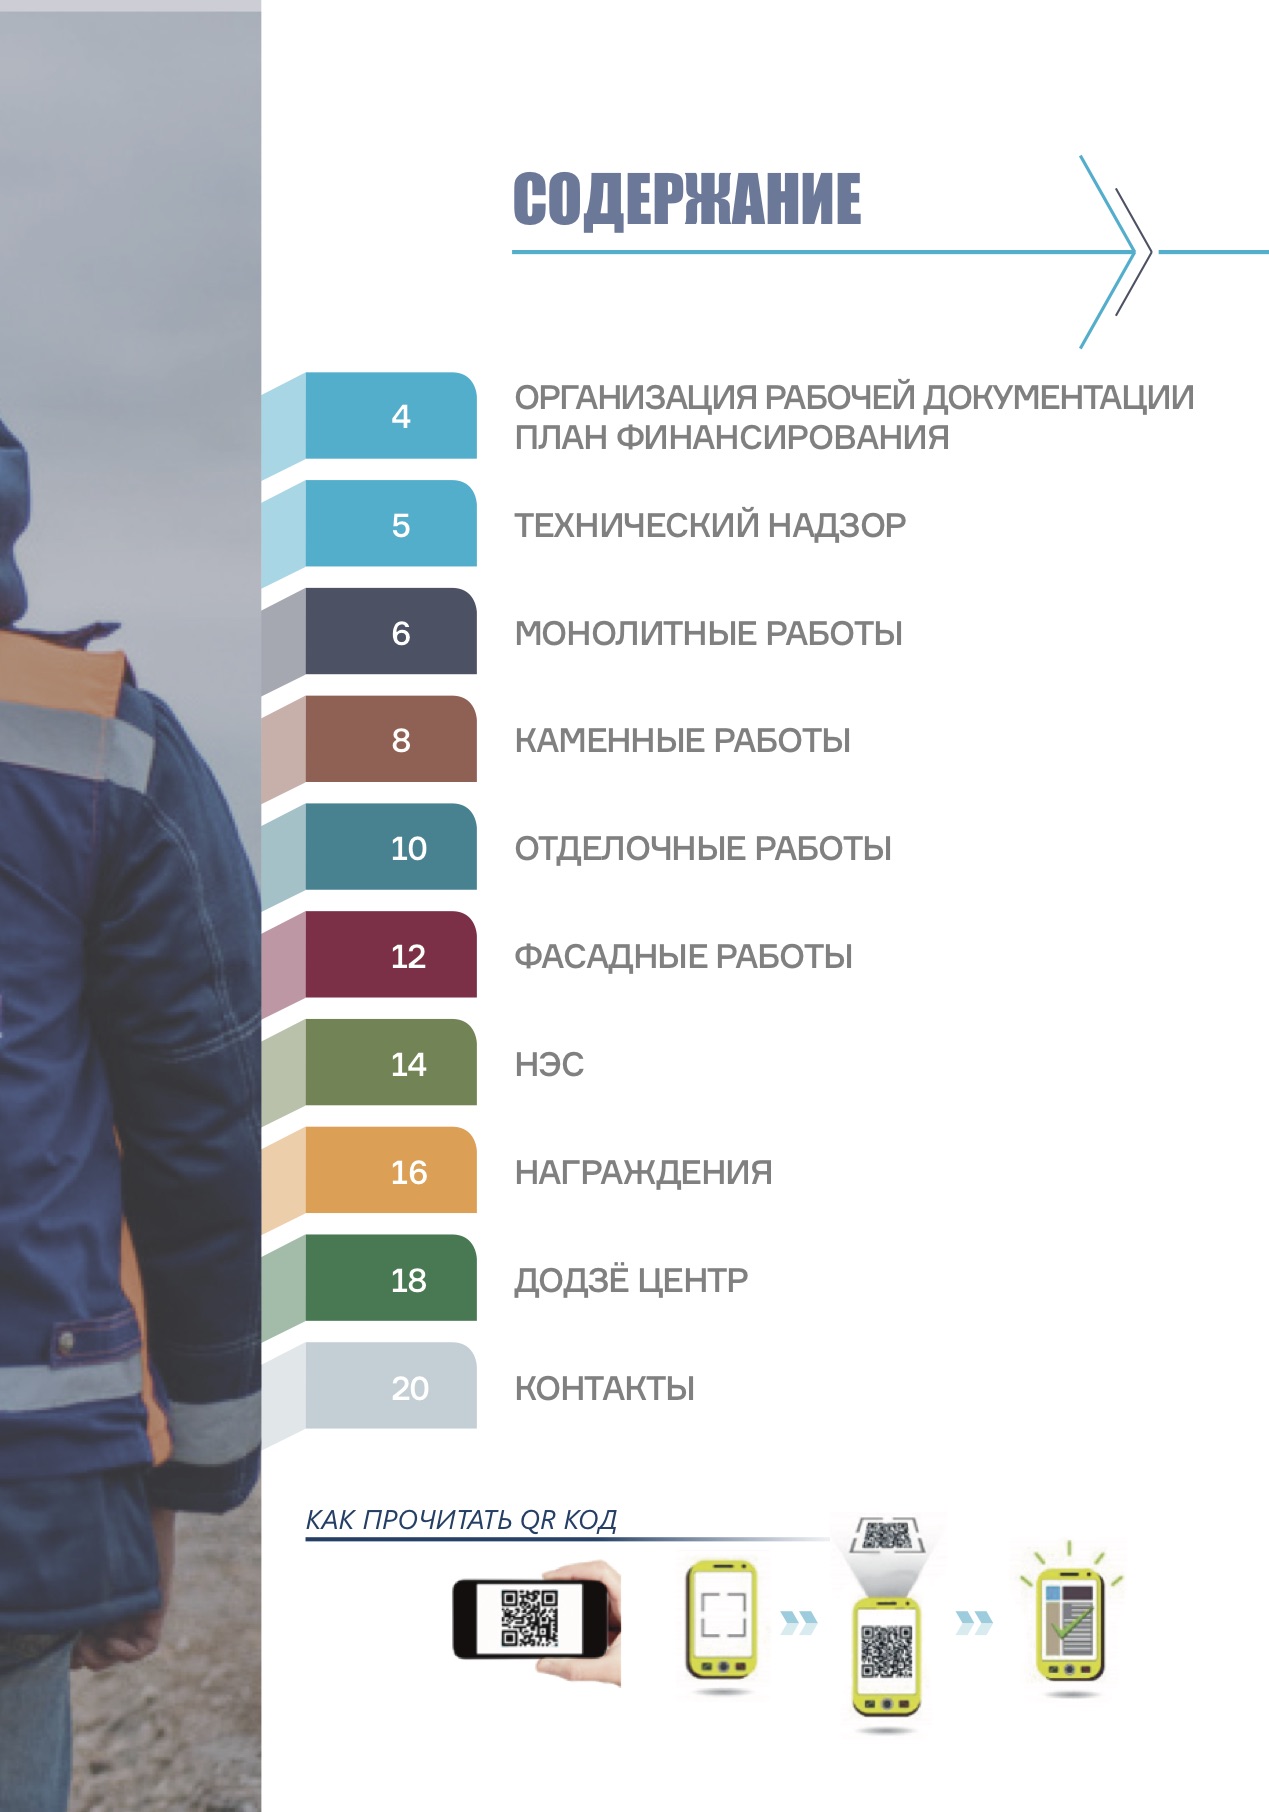 СОДЕРЖАНИЕ
4 ОРГАНИЗАЦИЯ РАБОЧЕЙ ДОКУМЕНТАЦИИ
ПЛАН ФИНАНСИРОВАНИЯ
5 ТЕХНИЧЕСКИЙ НАДЗОР
6 МОНОЛИТНЫЕ РАБОТЫ
8 КАМЕННЫЕ РАБОТЫ
10 ОТДЕЛОЧНЫЕ РАБОТЫ
12 ФАСАДНЫЕ РАБОТЫ
14 НЭС
16 НАГРАЖДЕНИЯ
18 ДОДЗЁ ЦЕНТР
20 КОНТАКТЫ
КАК ПРОЧИТАТЬ QR КОД